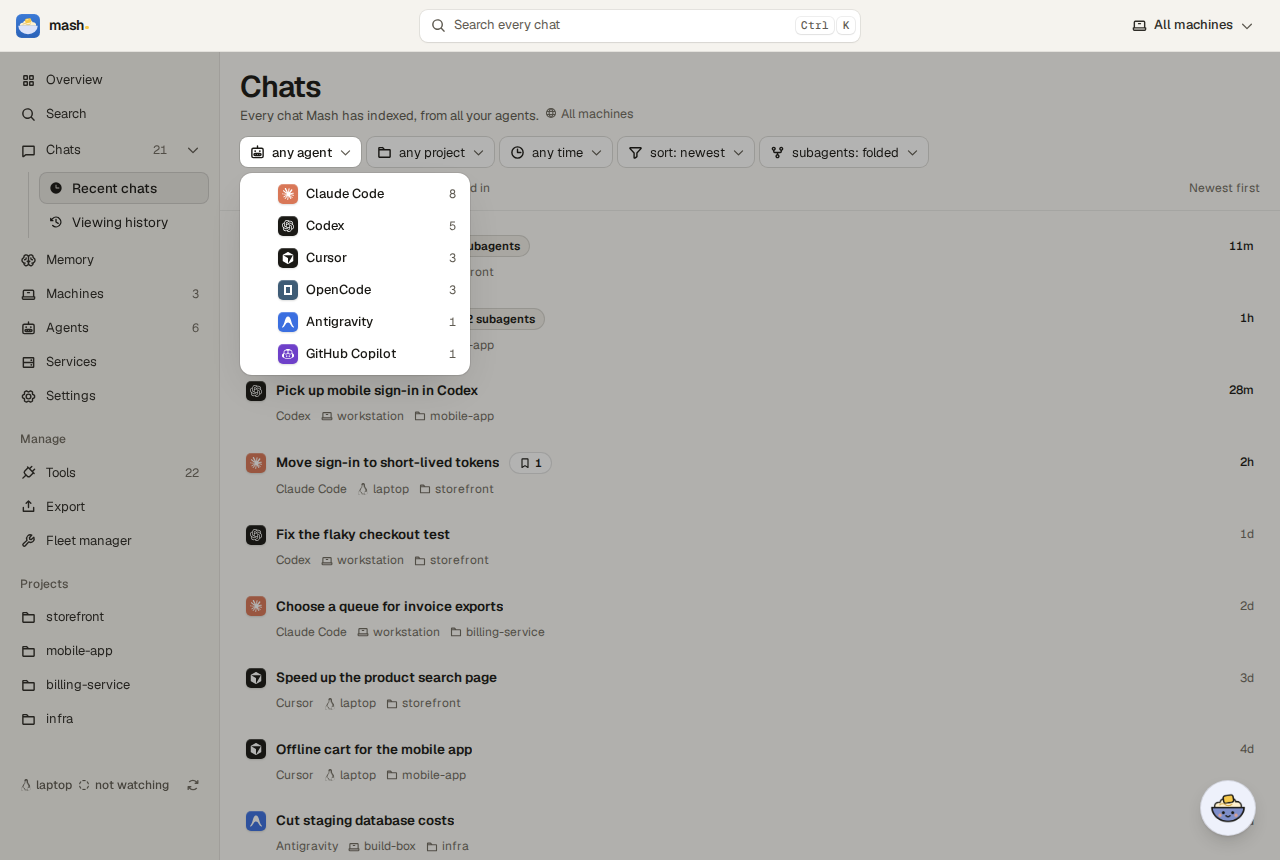 mash.
Search every chat
Ctrl K
All machines
Overview
Search
Chats 21
Recent chats
Viewing history
Memory
Machines 3
Agents 6
Services
Settings
Manage
Tools 22
Export
Fleet manager
Projects
storefront
mobile-app
billing-service
infra
laptop not watching
Chats
Every chat Mash has indexed, from all your agents. All machines
any agent any project any time sort: newest subagents: folded
Claude Code 8
Codex 5
Cursor 3
OpenCode 3
Antigravity 1
GitHub Copilot 1
d in Newest first
ubagents 11m
ront
2 subagents 1h
-app
Pick up mobile sign-in in Codex 28m
Codex workstation mobile-app
Move sign-in to short-lived tokens 1 2h
Claude Code laptop storefront
Fix the flaky checkout test 1d
Codex workstation storefront
Choose a queue for invoice exports 2d
Claude Code workstation billing-service
Speed up the product search page 3d
Cursor laptop storefront
Offline cart for the mobile app 4d
Cursor laptop mobile-app
Cut staging database costs
Antigravity build-box infra